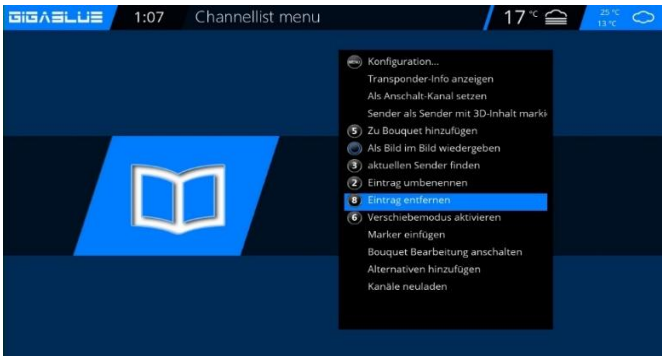 GIGABLUE 1:07 Channellist menu 17 °C 25 °C
13 °C
MENU Konfiguration...
Transponder-Info anzeigen
Als Anschalt-Kanal setzen
Sender als Sender mit 3D-Inhalt marki
5 Zu Bouquet hinzufügen
Als Bild im Bild wiedergeben
3 aktuellen Sender finden
2 Eintrag umbenennen
8 Eintrag entfernen
6 Verschiebemodus aktivieren
Marker einfügen
Bouquet Bearbeitung anschalten
Alternativen hinzufügen
Kanäle neuladen